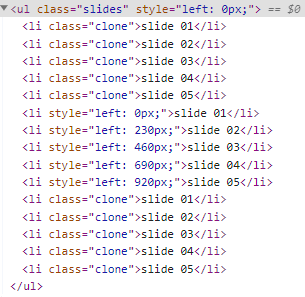 ▼<ul class="slides" style="left: 0px;"> == $0
<li class="clone">slide 01</li>
<li class="clone">slide 02</li>
<li class="clone">slide 03</li>
<li class="clone">slide 04</li>
<li class="clone">slide 05</li>
<li style="left: 0px;">slide 01</li>
<li style="left: 230px;">slide 02</li>
<li style="left: 460px;">slide 03</li>
<li style="left: 690px;">slide 04</li>
<li style="left: 920px;">slide 05</li>
<li class="clone">slide 01</li>
<li class="clone">slide 02</li>
<li class="clone">slide 03</li>
<li class="clone">slide 04</li>
<li class="clone">slide 05</li>
</ul>